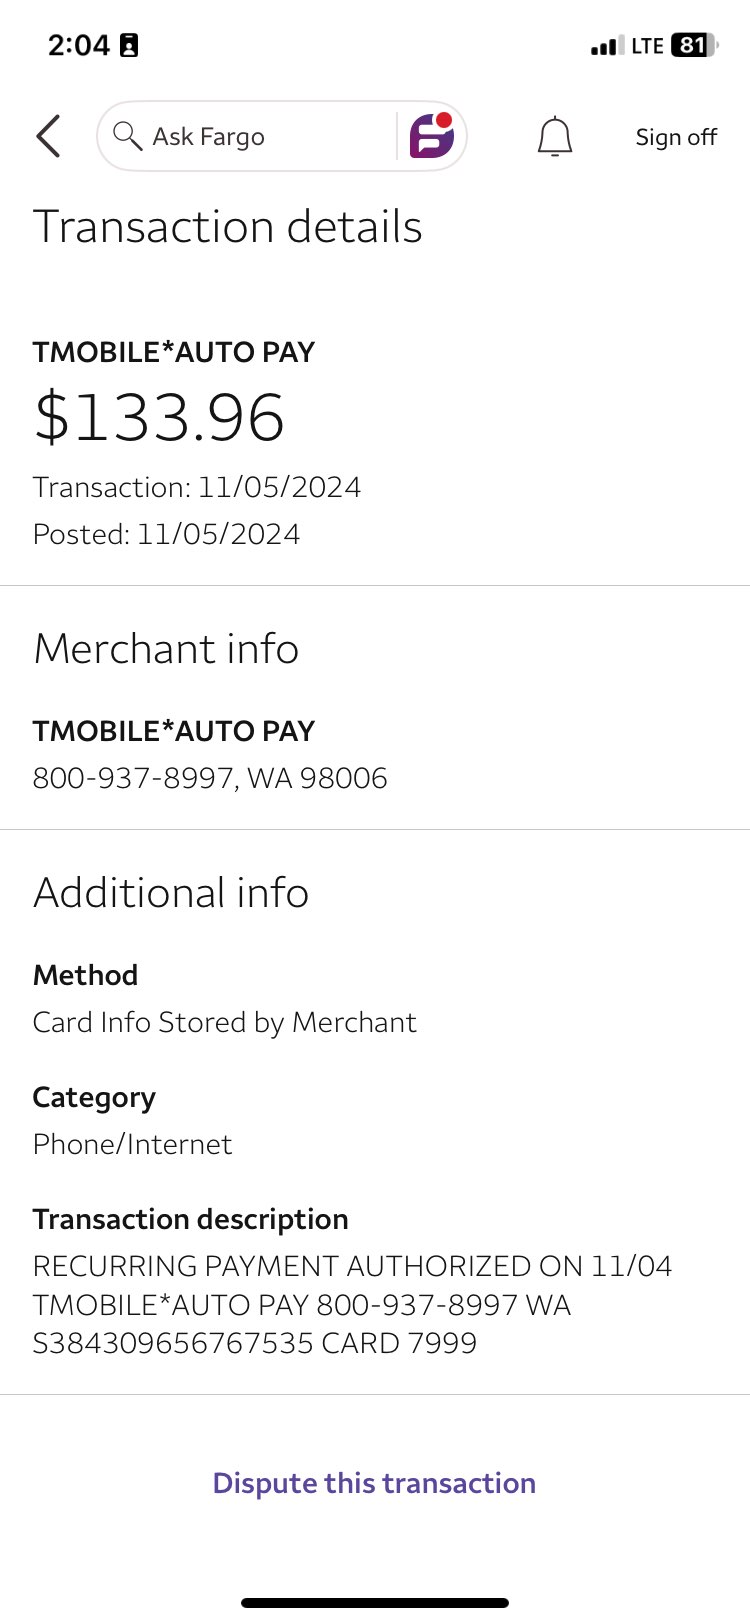 2:04 LTE 81
Ask Fargo Sign off
Transaction details
TMOBILE*AUTO PAY
$133.96
Transaction: 11/05/2024
Posted: 11/05/2024
Merchant info
TMOBILE*AUTO PAY
800-937-8997, WA 98006
Additional info
Method
Card Info Stored by Merchant
Category
Phone/Internet
Transaction description
RECURRING PAYMENT AUTHORIZED ON 11/04
TMOBILE*AUTO PAY 800-937-8997 WA
S384309656767535 CARD 7999
Dispute this transaction